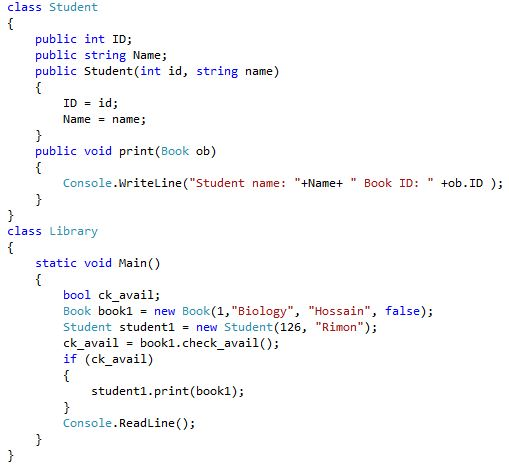 class Student
{
    public int ID;
    public string Name;
    public Student(int id, string name)
    {
        ID = id;
        Name = name;
    }
    public void print(Book ob)
    {
        Console.WriteLine("Student name: "+Name+ " Book ID: " +ob.ID );
    }
}
class Library
{
    static void Main()
    {
        bool ck_avail;
        Book book1 = new Book(1,"Biology", "Hossain", false);
        Student student1 = new Student(126, "Rimon");
        ck_avail = book1.check_avail();
        if (ck_avail)
        {
            student1.print(book1);
        }
        Console.ReadLine();
    }
}